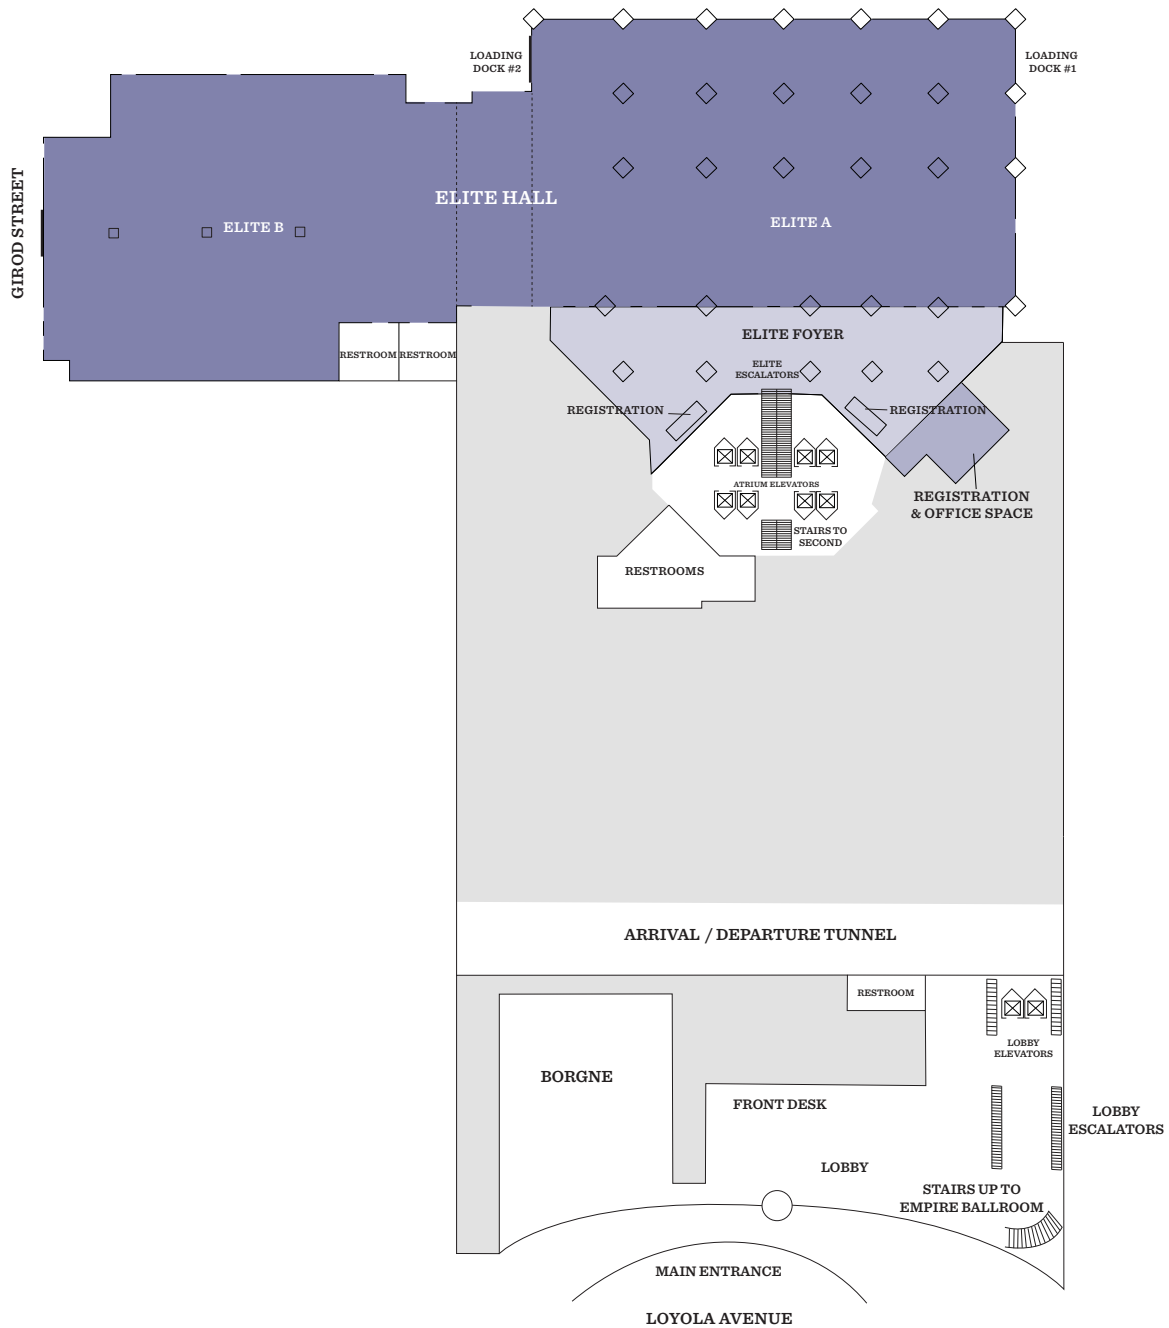 LOADING
DOCK #2
LOADING
DOCK #1
GIROD STREET
ELITE HALL
ELITE B
ELITE A
ELITE FOYER
RESTROOM
RESTROOM
ELITE
ESCALATORS
REGISTRATION
REGISTRATION
ATRIUM ELEVATORS
REGISTRATION
& OFFICE SPACE
STAIRS TO
SECOND
RESTROOMS
ARRIVAL / DEPARTURE TUNNEL
RESTROOM
LOBBY
ELEVATORS
BORGNE
FRONT DESK
LOBBY
ESCALATORS
LOBBY
STAIRS UP TO
EMPIRE BALLROOM
MAIN ENTRANCE
LOYOLA AVENUE